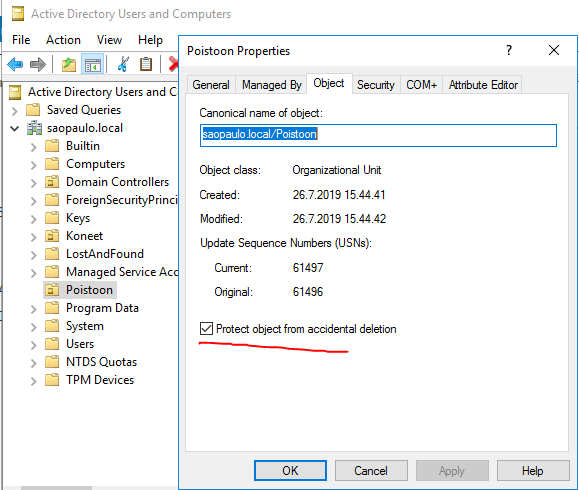 Active Directory Users and Computers
File Action View Help
Active Directory Users and C
Saved Queries
saopaulo.local
Builtin
Computers
Domain Controllers
ForeignSecurityPrinci
Keys
Koneet
LostAndFound
Managed Service Acc
Poistoon
Program Data
System
Users
NTDS Quotas
TPM Devices
Poistoon Properties
General Managed By Object Security COM+ Attribute Editor
Canonical name of object:
saopaulo.local/Poistoon
Object class: Organizational Unit
Created: 26.7.2019 15.44.41
Modified: 26.7.2019 15.44.42
Update Sequence Numbers (USNs):
Current: 61497
Original: 61496
Protect object from accidental deletion
OK Cancel Apply Help